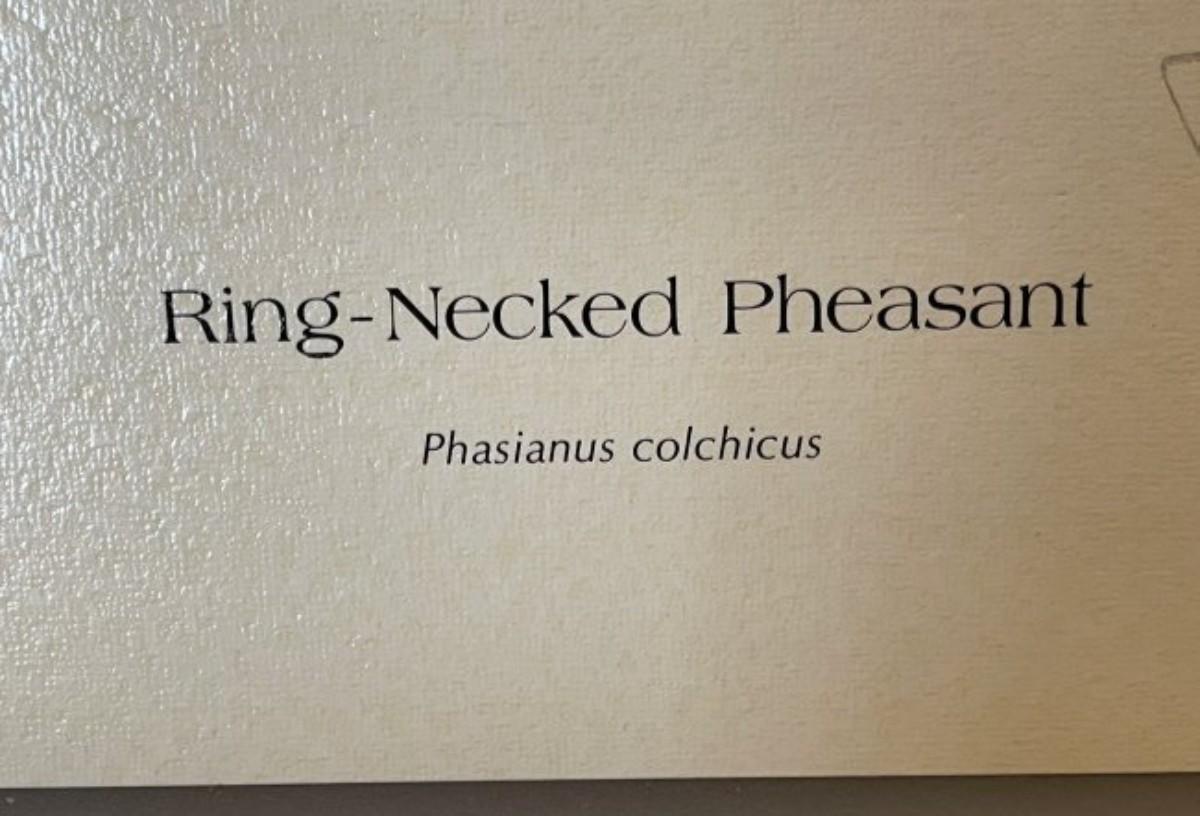 Ring-Necked Pheasant
Phasianus colchicus